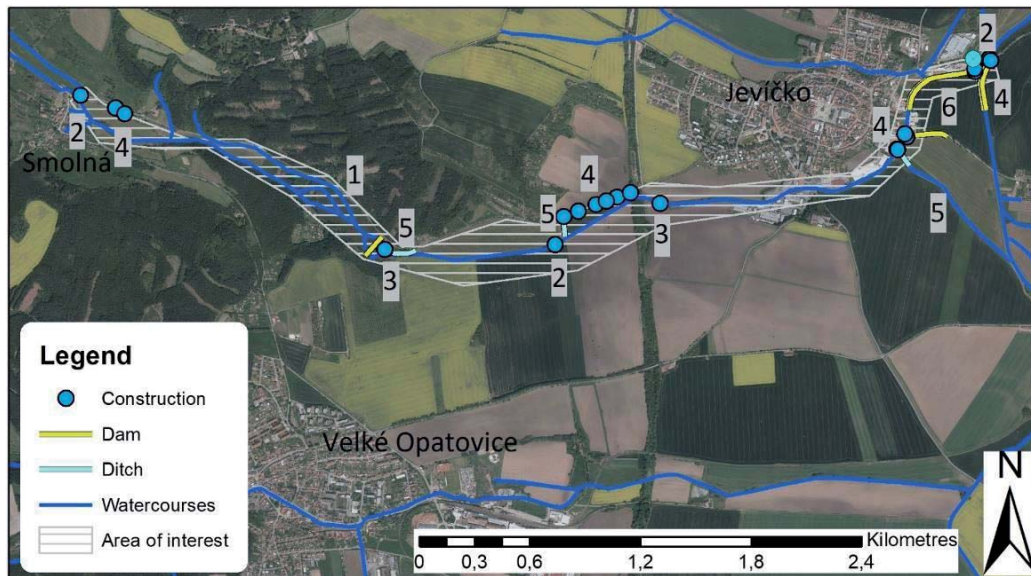 2
Jevíčko
4
6
4
2
4
Smolná
1
4
5
5
5
3
2
3
Legend
Construction
Dam
Ditch
Watercourses
Area of interest
Velké Opatovice
N
Kilometres
0 0,3 0,6 1,2 1,8 2,4